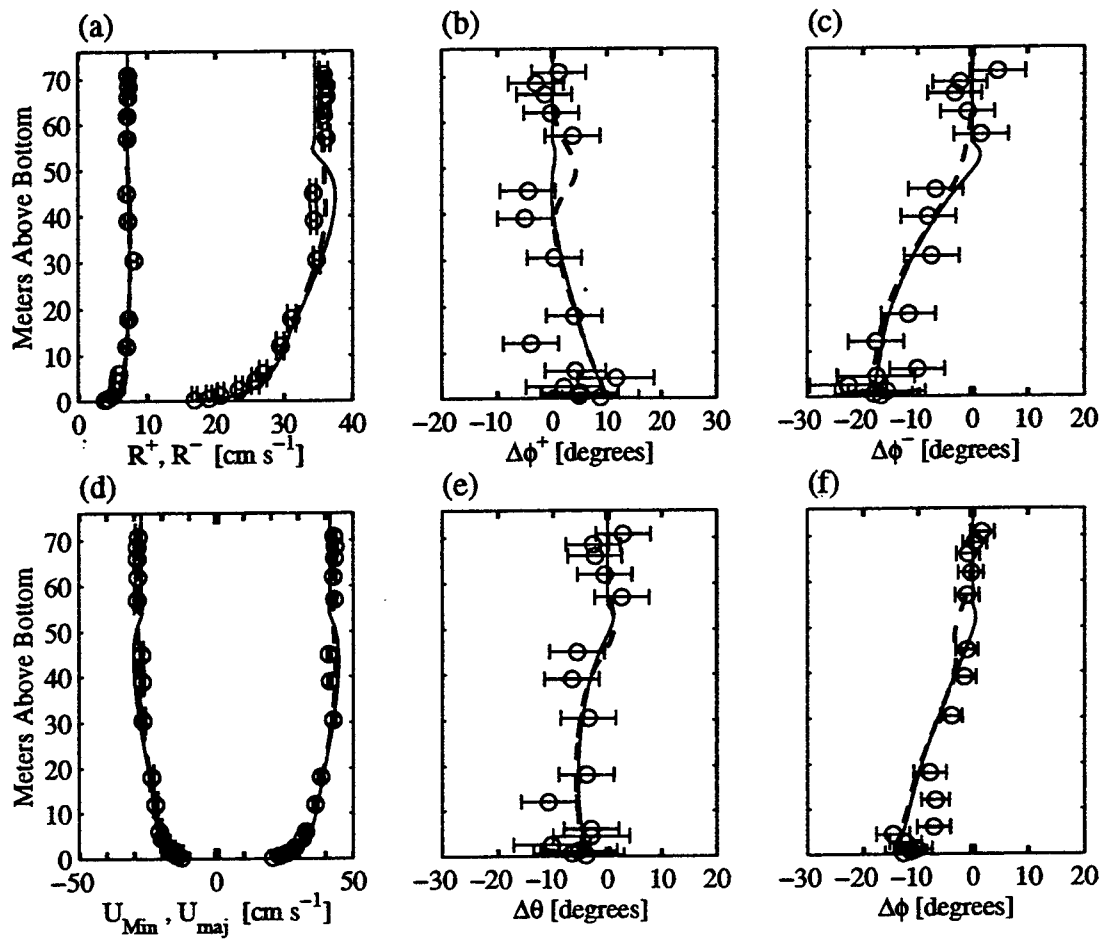 (a) (b) (c)
Meters Above Bottom
70
60
50
40
30
20
10
0
0 10 20 30 40
R⁺, R⁻ [cm s⁻¹]
−20 −10 0 10 20 30
Δϕ⁺ [degrees]
−30 −20 −10 0 10 20
Δϕ⁻ [degrees]
(d) (e) (f)
Meters Above Bottom
70
60
50
40
30
20
10
0
−50 0 50
U_Min, U_maj [cm s⁻¹]
−30 −20 −10 0 10 20
Δθ [degrees]
−30 −20 −10 0 10 20
Δϕ [degrees]